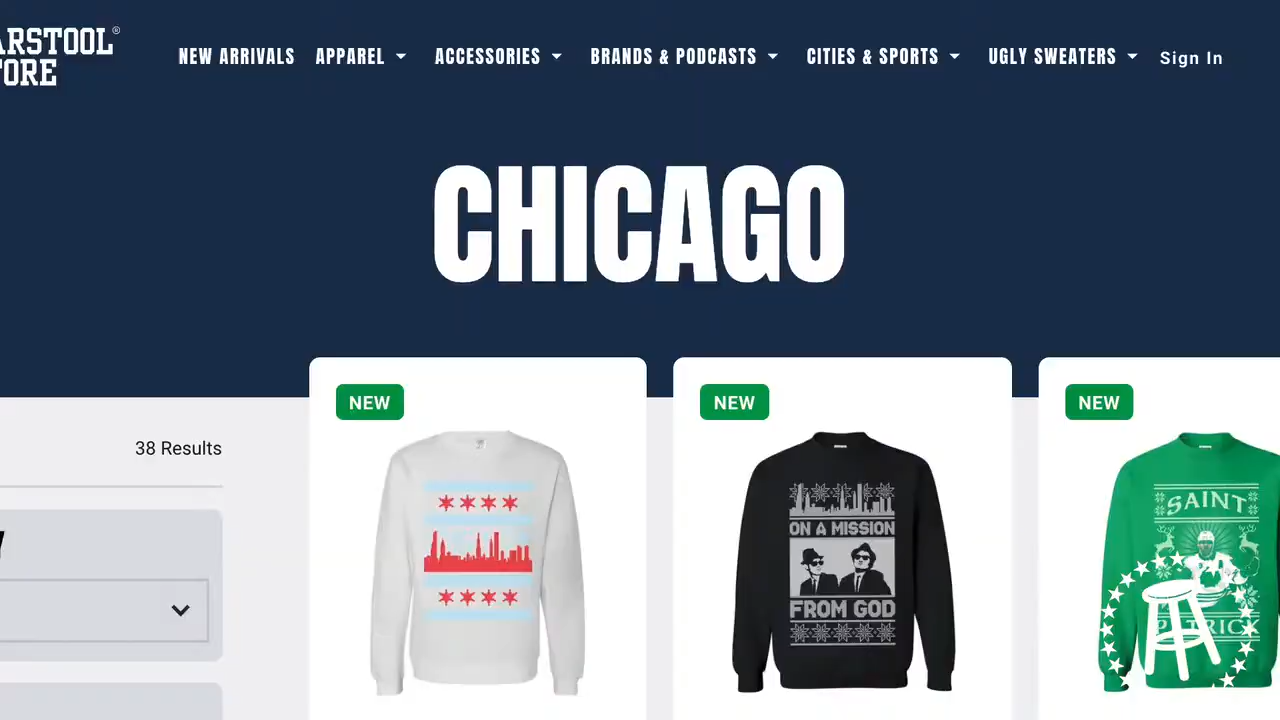 ARSTOOL®
TORE
NEW ARRIVALS APPAREL ACCESSORIES BRANDS & PODCASTS CITIES & SPORTS UGLY SWEATERS Sign In
CHICAGO
NEW NEW NEW
38 Results
ON A MISSION
FROM GOD
SAINT
PATRICK